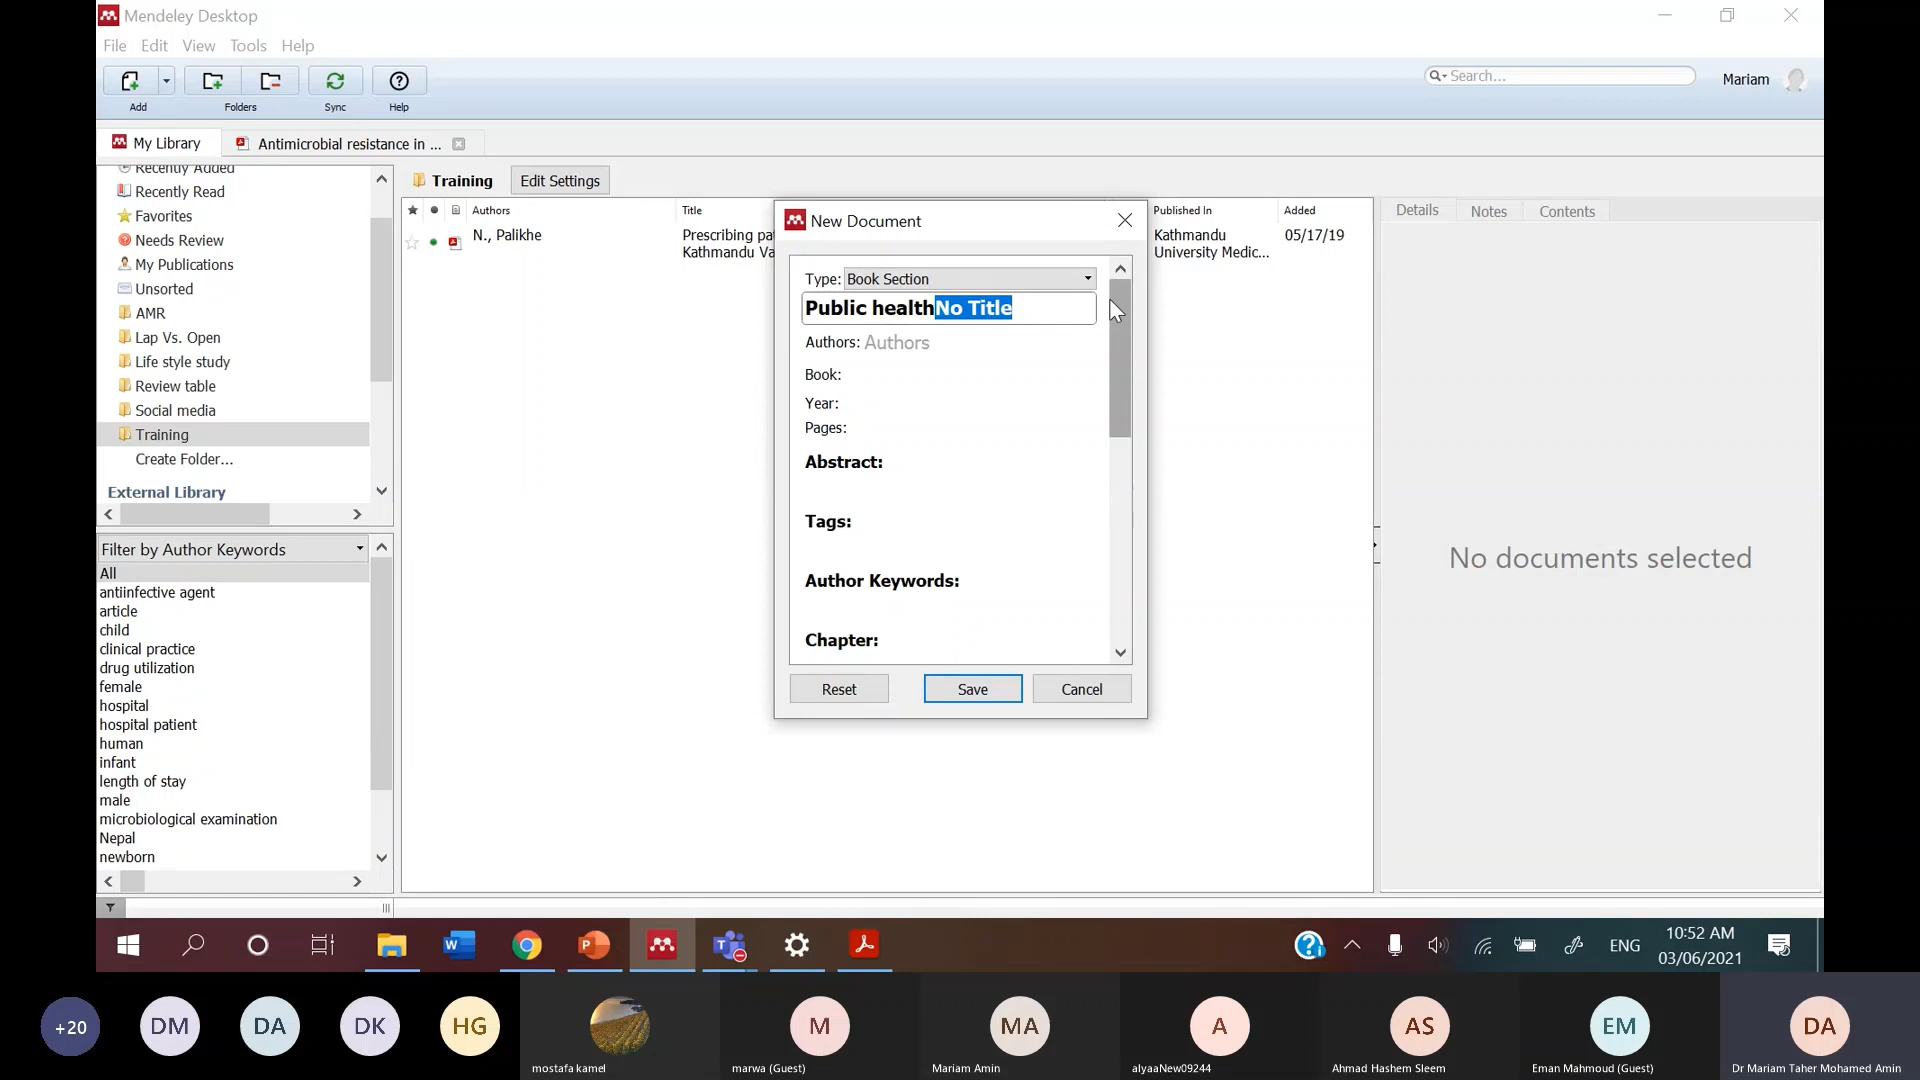 Mendeley Desktop
File Edit View Tools Help
Search...
Mariam
Add Folders Sync Help
My Library
Antimicrobial resistance in ...
Recently Added
Recently Read
Favorites
Needs Review
My Publications
Unsorted
AMR
Lap Vs. Open
Life style study
Review table
Social media
Training
Create Folder...
External Library
Filter by Author Keywords
All
antiinfective agent
article
child
clinical practice
drug utilization
female
hospital
hospital patient
human
infant
length of stay
male
microbiological examination
Nepal
newborn
Training Edit Settings
Authors Title Published In Added
N., Palikhe Prescribing pa Kathmandu 05/17/19
Kathmandu Va University Medic...
New Document
Type: Book Section
Public healthNo Title
Authors: Authors
Book:
Year:
Pages:
Abstract:
Tags:
Author Keywords:
Chapter:
Reset Save Cancel
Details Notes Contents
No documents selected
ENG
10:52 AM
03/06/2021
+20 DM DA DK HG M MA A AS EM DA
mostafa kamel marwa (Guest) Mariam Amin alyaaNew09244 Ahmad Hashem Sleem Eman Mahmoud (Guest) Dr Mariam Taher Mohamed Amin